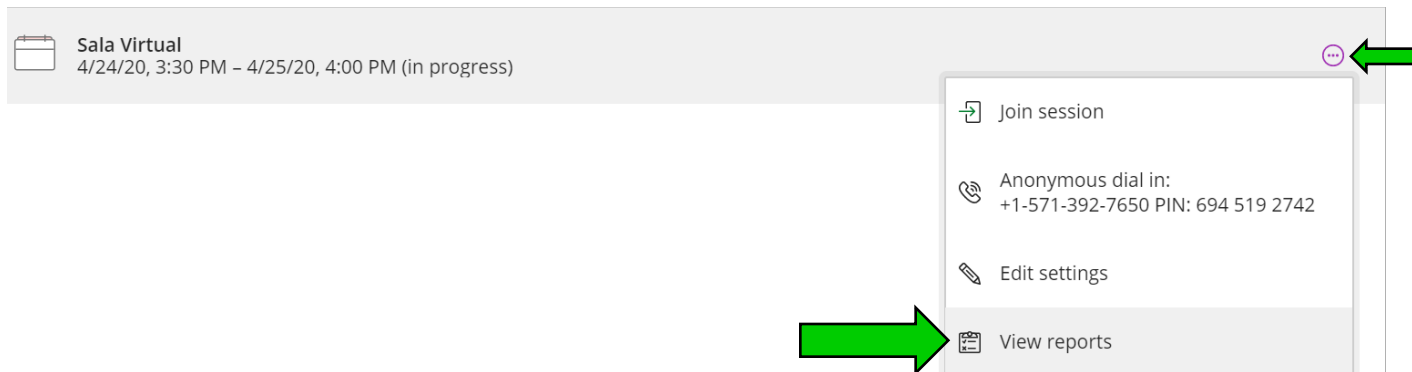 Sala Virtual
4/24/20, 3:30 PM – 4/25/20, 4:00 PM (in progress)
Join session
Anonymous dial in:
+1-571-392-7650 PIN: 694 519 2742
Edit settings
View reports